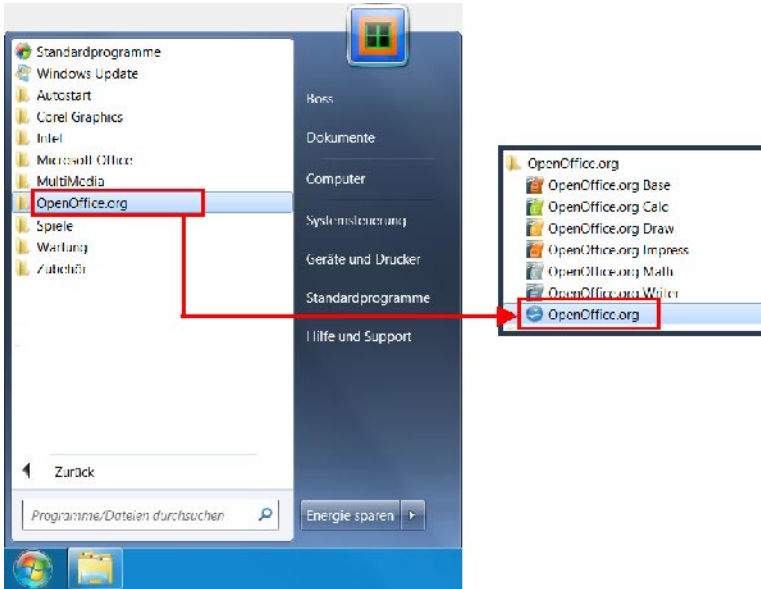 Standardprogramme
Windows Update
Autostart
Corel Graphics
Intel
Microsoft Office
MultiMedia
OpenOffice.org
Spiele
Wartung
Zubehör
Zurück
Programme/Dateien durchsuchen
Boss
Dokumente
Computer
Systemsteuerung
Geräte und Drucker
Standardprogramme
Hilfe und Support
Energie sparen
OpenOffice.org
OpenOffice.org Base
OpenOffice.org Calc
OpenOffice.org Draw
OpenOffice.org Impress
OpenOffice.org Math
OpenOffice.org Writer
OpenOffice.org